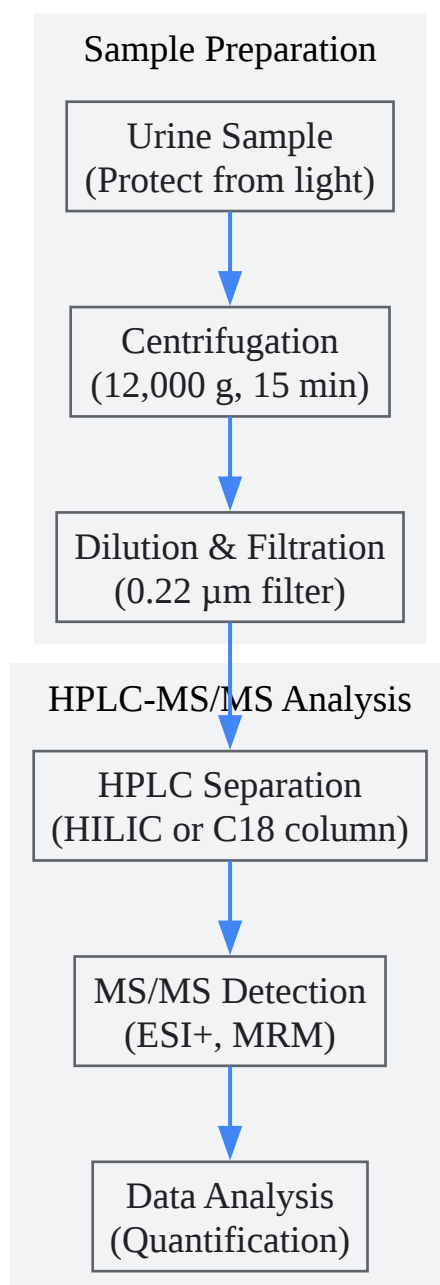 Sample Preparation
Urine Sample
(Protect from light)
Centrifugation
(12,000 g, 15 min)
Dilution & Filtration
(0.22 µm filter)
HPLC-MS/MS Analysis
HPLC Separation
(HILIC or C18 column)
MS/MS Detection
(ESI+, MRM)
Data Analysis
(Quantification)